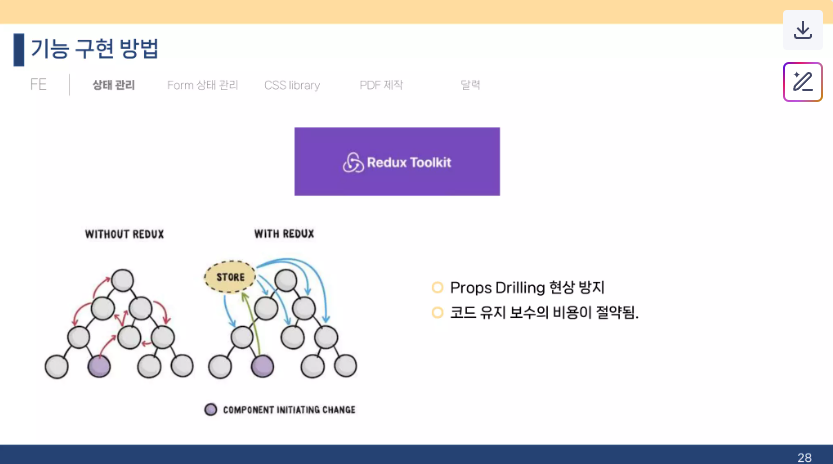 기능 구현 방법
FE
상태 관리
Form 상태 관리
CSS library
PDF 제작
달력
Redux Toolkit
WITHOUT REDUX
WITH REDUX
STORE
Props Drilling 현상 방지
코드 유지 보수의 비용이 절약됨.
COMPONENT INITIATING CHANGE
28